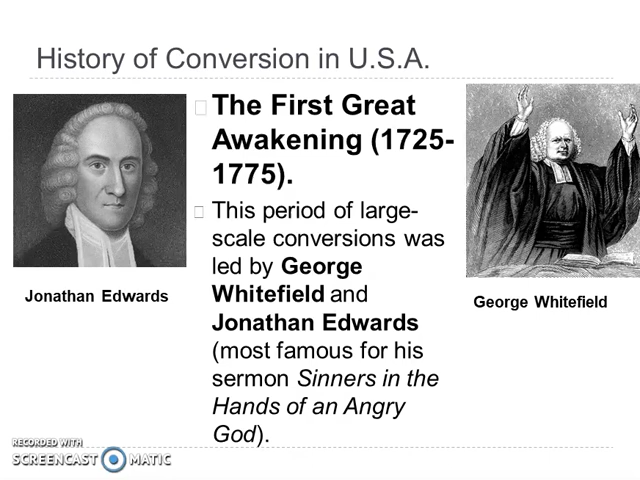 History of Conversion in U.S.A.
The First Great
Awakening (1725-
1775).
This period of large-
scale conversions was
led by George
Whitefield and
Jonathan Edwards
(most famous for his
sermon Sinners in the
Hands of an Angry
God).
Jonathan Edwards
George Whitefield
RECORDED WITH
SCREENCAST MATIC